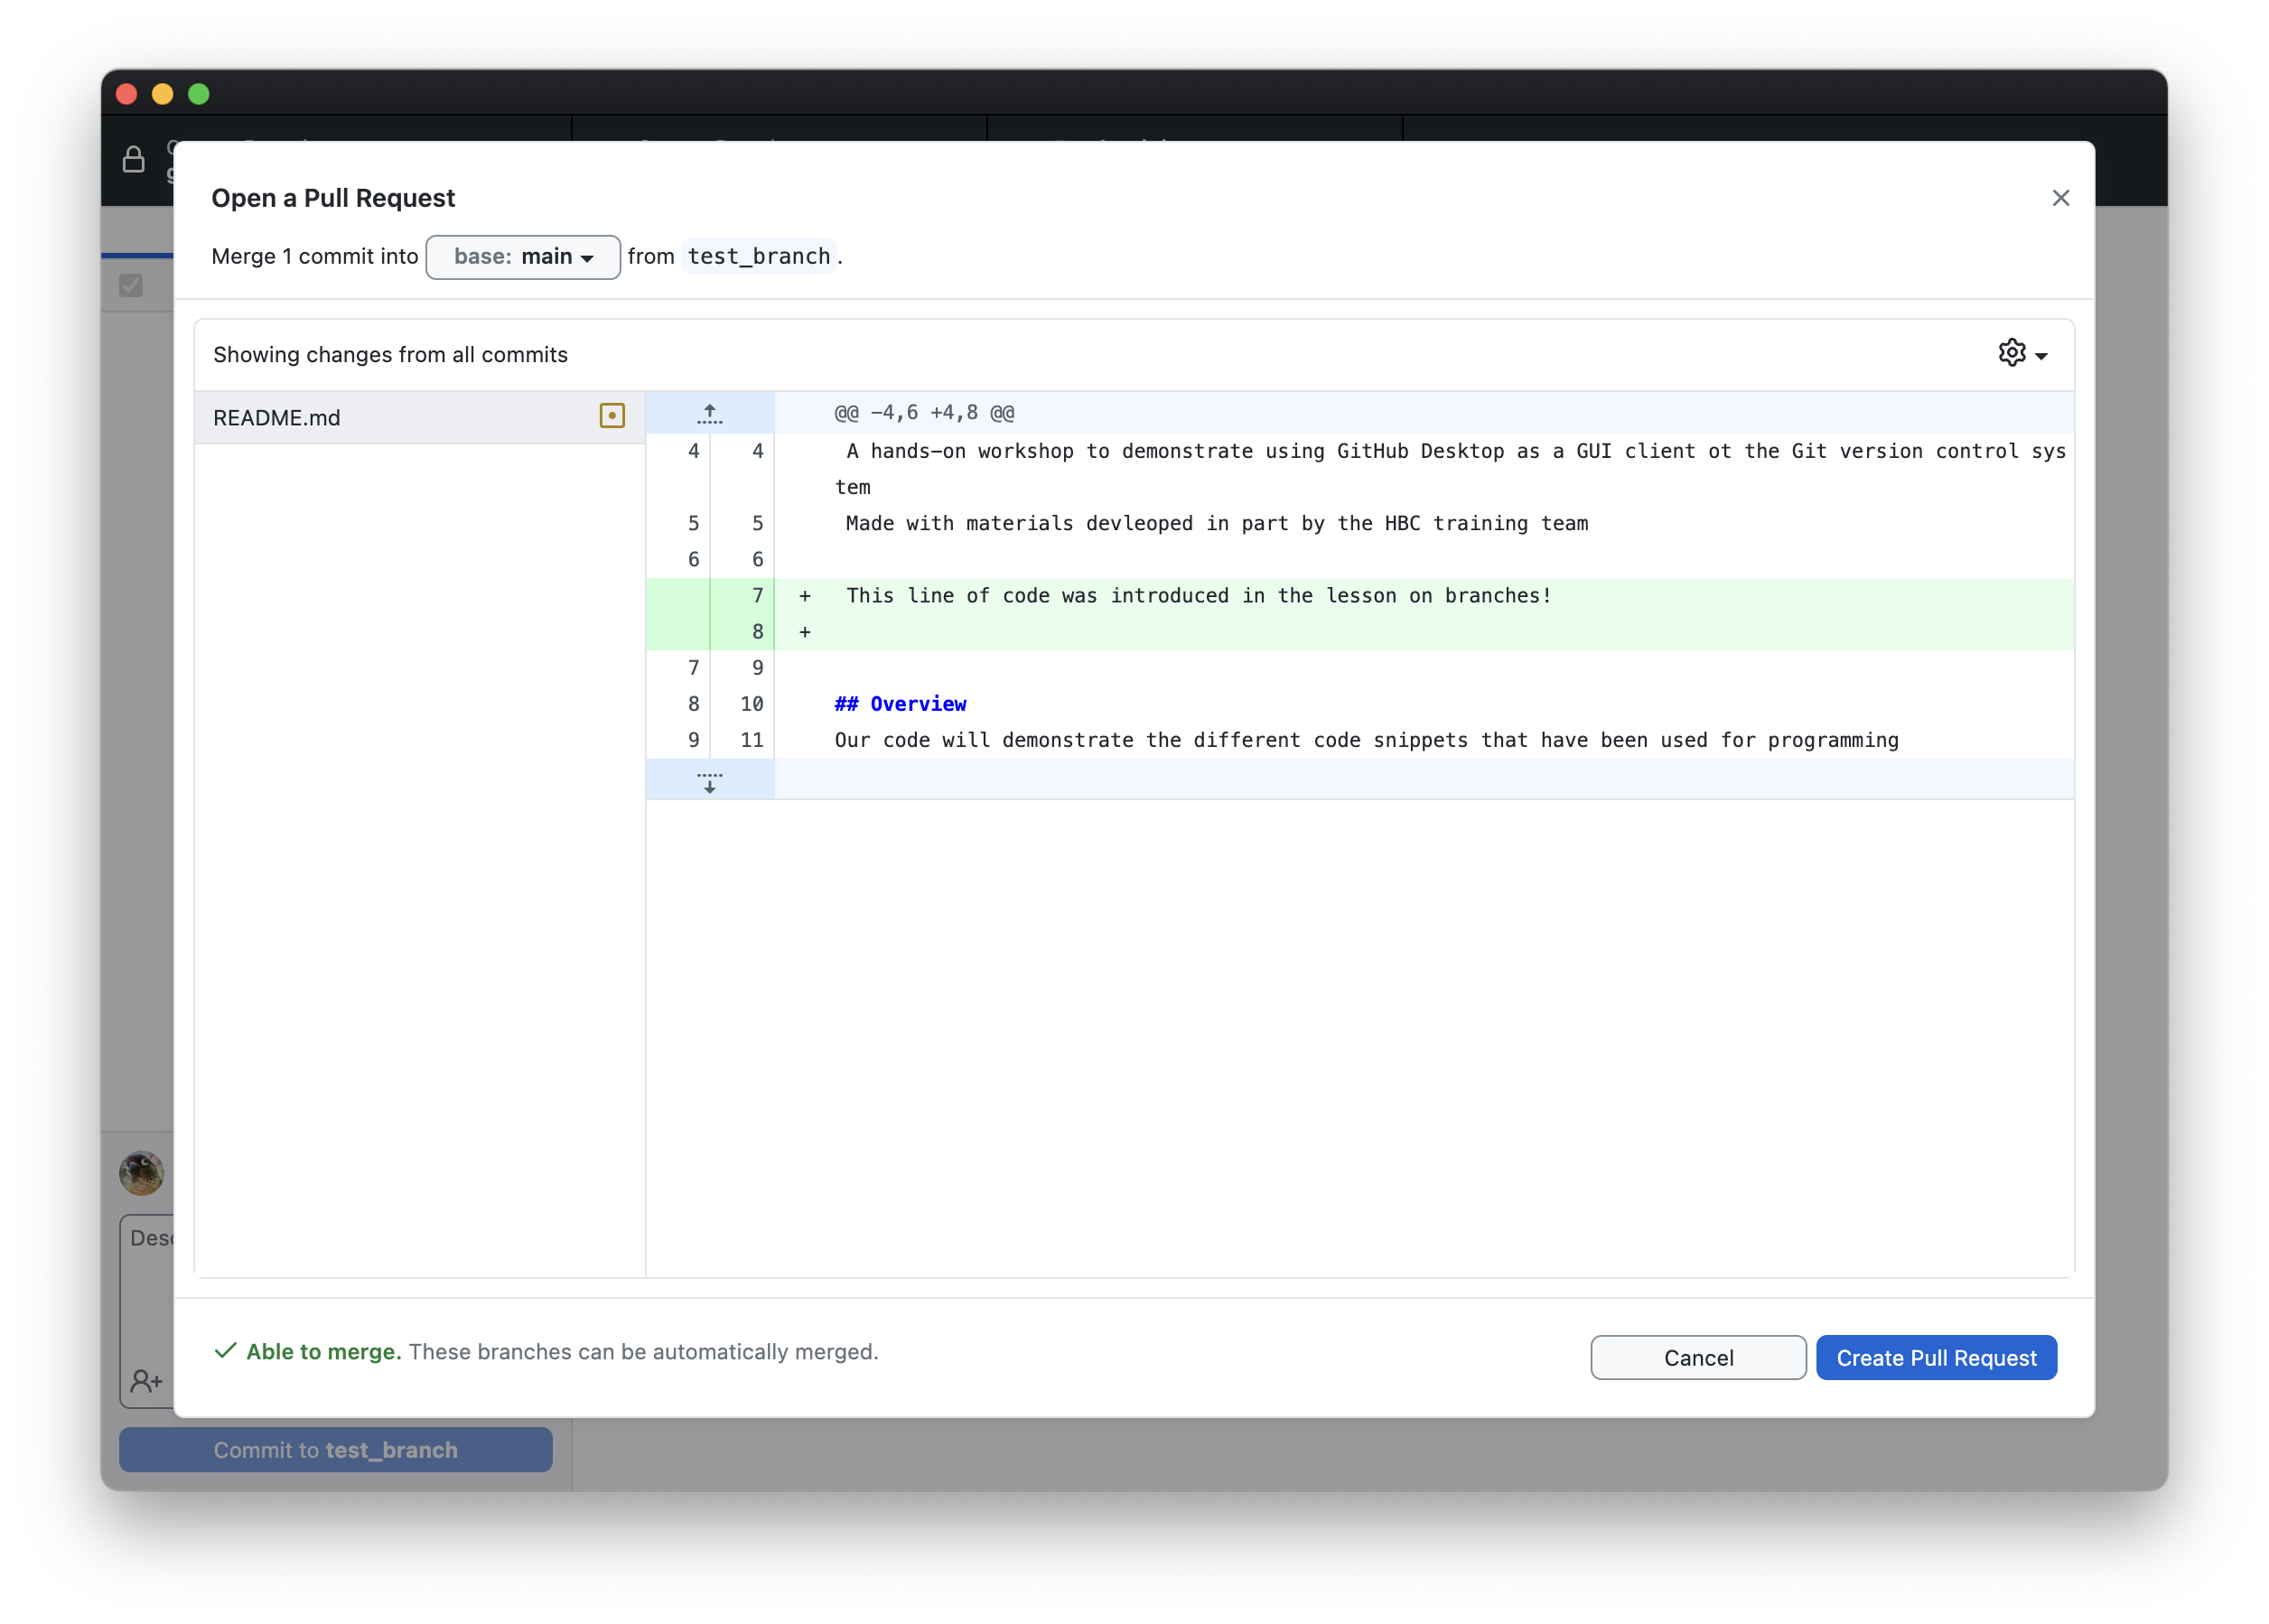 Open a Pull Request
Merge 1 commit into base: main from test_branch.
Showing changes from all commits
README.md
@@ -4,6 +4,8 @@
4 4 A hands-on workshop to demonstrate using GitHub Desktop as a GUI client ot the Git version control sys
tem
5 5 Made with materials devleoped in part by the HBC training team
6 6
7 + This line of code was introduced in the lesson on branches!
8 +
7 9
8 10 ## Overview
9 11 Our code will demonstrate the different code snippets that have been used for programming
Desc
Able to merge. These branches can be automatically merged.
Cancel
Create Pull Request
Commit to test_branch